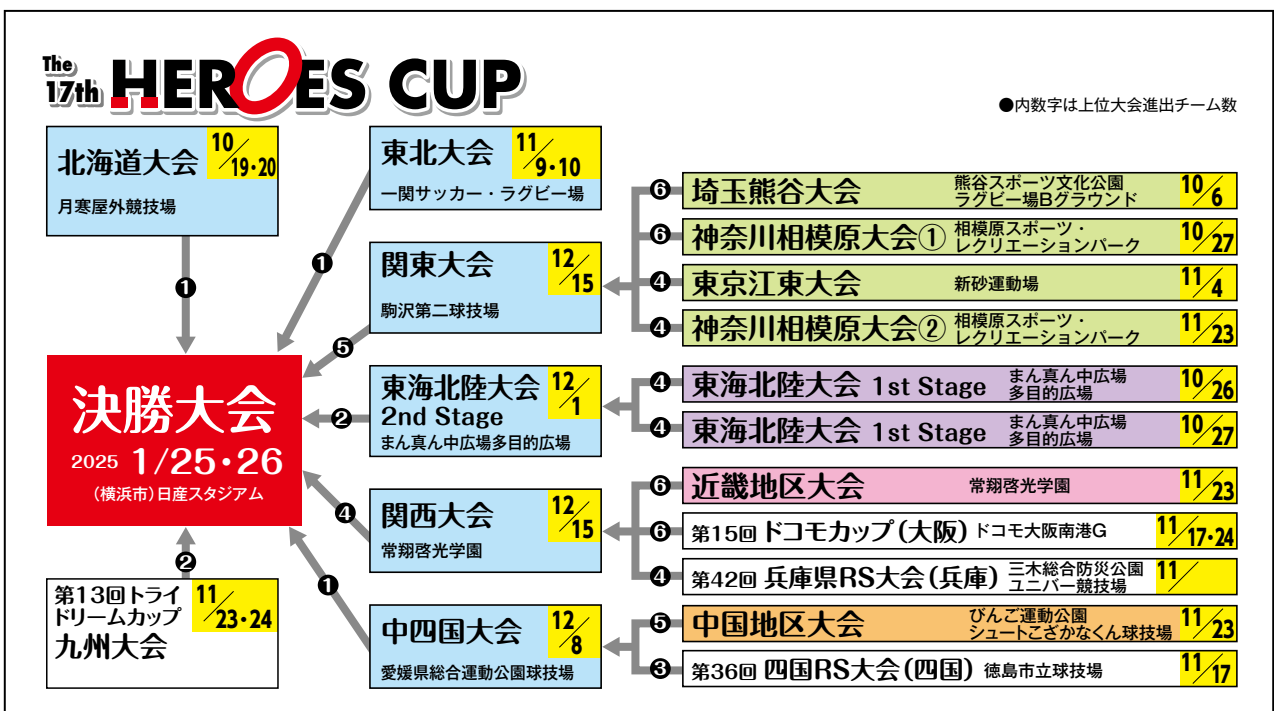 The 17th HEROES CUP
●内数字は上位大会進出チーム数
北海道大会 10/19・20
月寒屋外競技場
❶
東北大会 11/9・10
一関サッカー・ラグビー場
❶
関東大会 12/15
駒沢第二球技場
❺
東海北陸大会 12/1
2nd Stage
まん真ん中広場多目的広場
❷
関西大会 12/15
常翔啓光学園
❹
中四国大会 12/8
愛媛県総合運動公園球技場
❶
決勝大会
2025 1/25・26
(横浜市)日産スタジアム
❷
第13回トライ 11/23・24
ドリームカップ
九州大会
❻ 埼玉熊谷大会 熊谷スポーツ文化公園 10/6
ラグビー場Bグラウンド
❻ 神奈川相模原大会① 相模原スポーツ・ 10/27
レクリエーションパーク
❹ 東京江東大会 新砂運動場 11/4
❹ 神奈川相模原大会② 相模原スポーツ・ 11/23
レクリエーションパーク
❹ 東海北陸大会 1st Stage まん真ん中広場 10/26
多目的広場
❹ 東海北陸大会 1st Stage まん真ん中広場 10/27
多目的広場
❻ 近畿地区大会 常翔啓光学園 11/23
❻ 第15回 ドコモカップ(大阪) ドコモ大阪南港G 11/17・24
❹ 第42回 兵庫県RS大会(兵庫) 三木総合防災公園 11/
ユニバー競技場
❺ 中国地区大会 びんご運動公園 11/23
シュートこざかなくん球技場
❸ 第36回 四国RS大会(四国) 徳島市立球技場 11/17